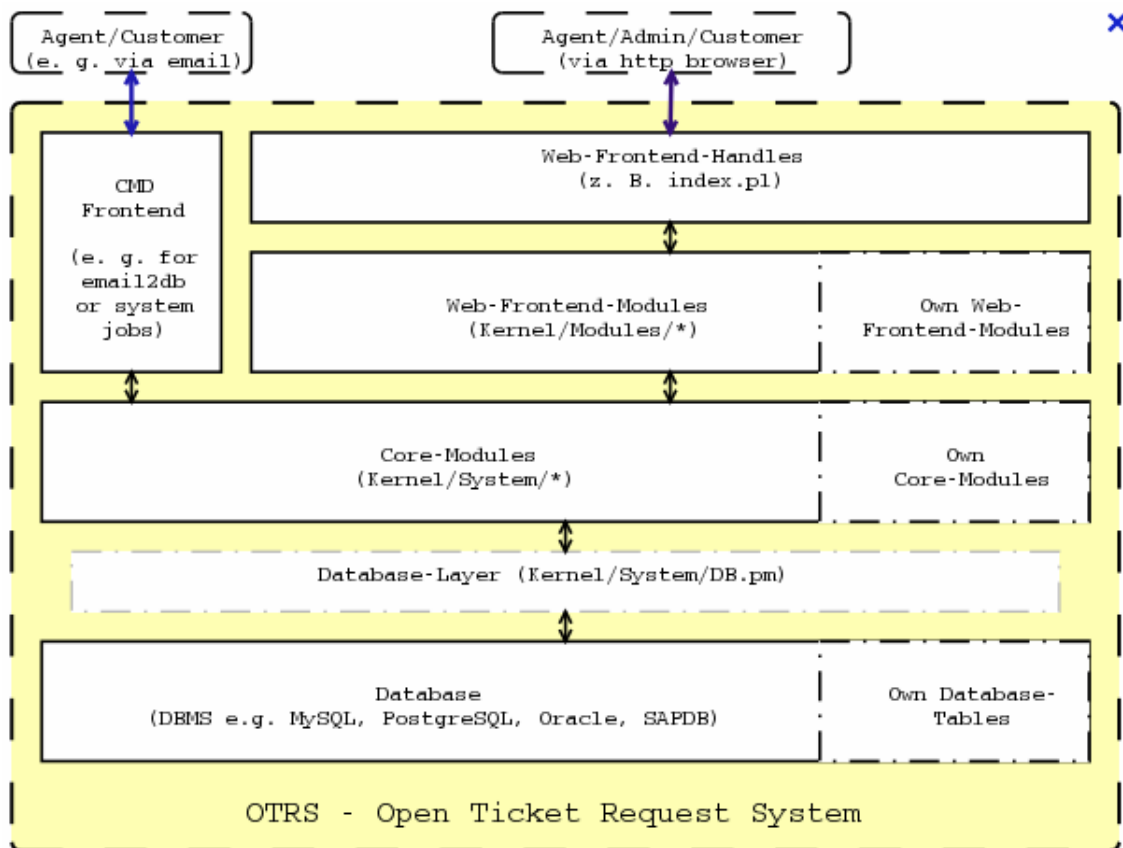 Agent/Customer
(e. g. via email)
Agent/Admin/Customer
(via http browser)
CMD
Frontend
(e. g. for
email2db
or system
jobs)
Web-Frontend-Handles
(z. B. index.pl)
Web-Frontend-Modules
(Kernel/Modules/*)
Own Web-
Frontend-Modules
Core-Modules
(Kernel/System/*)
Own
Core-Modules
Database-Layer (Kernel/System/DB.pm)
Database
(DBMS e.g. MySQL, PostgreSQL, Oracle, SAPDB)
Own Database-
Tables
OTRS - Open Ticket Request System